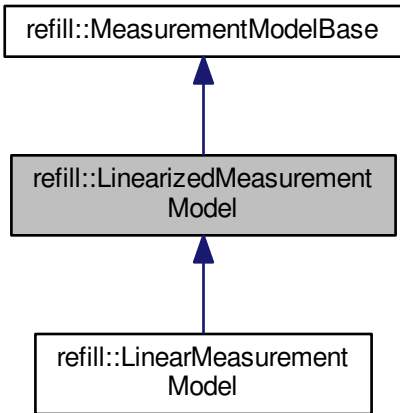 refill::MeasurementModelBase
refill::LinearizedMeasurement
Model
refill::LinearMeasurement
Model